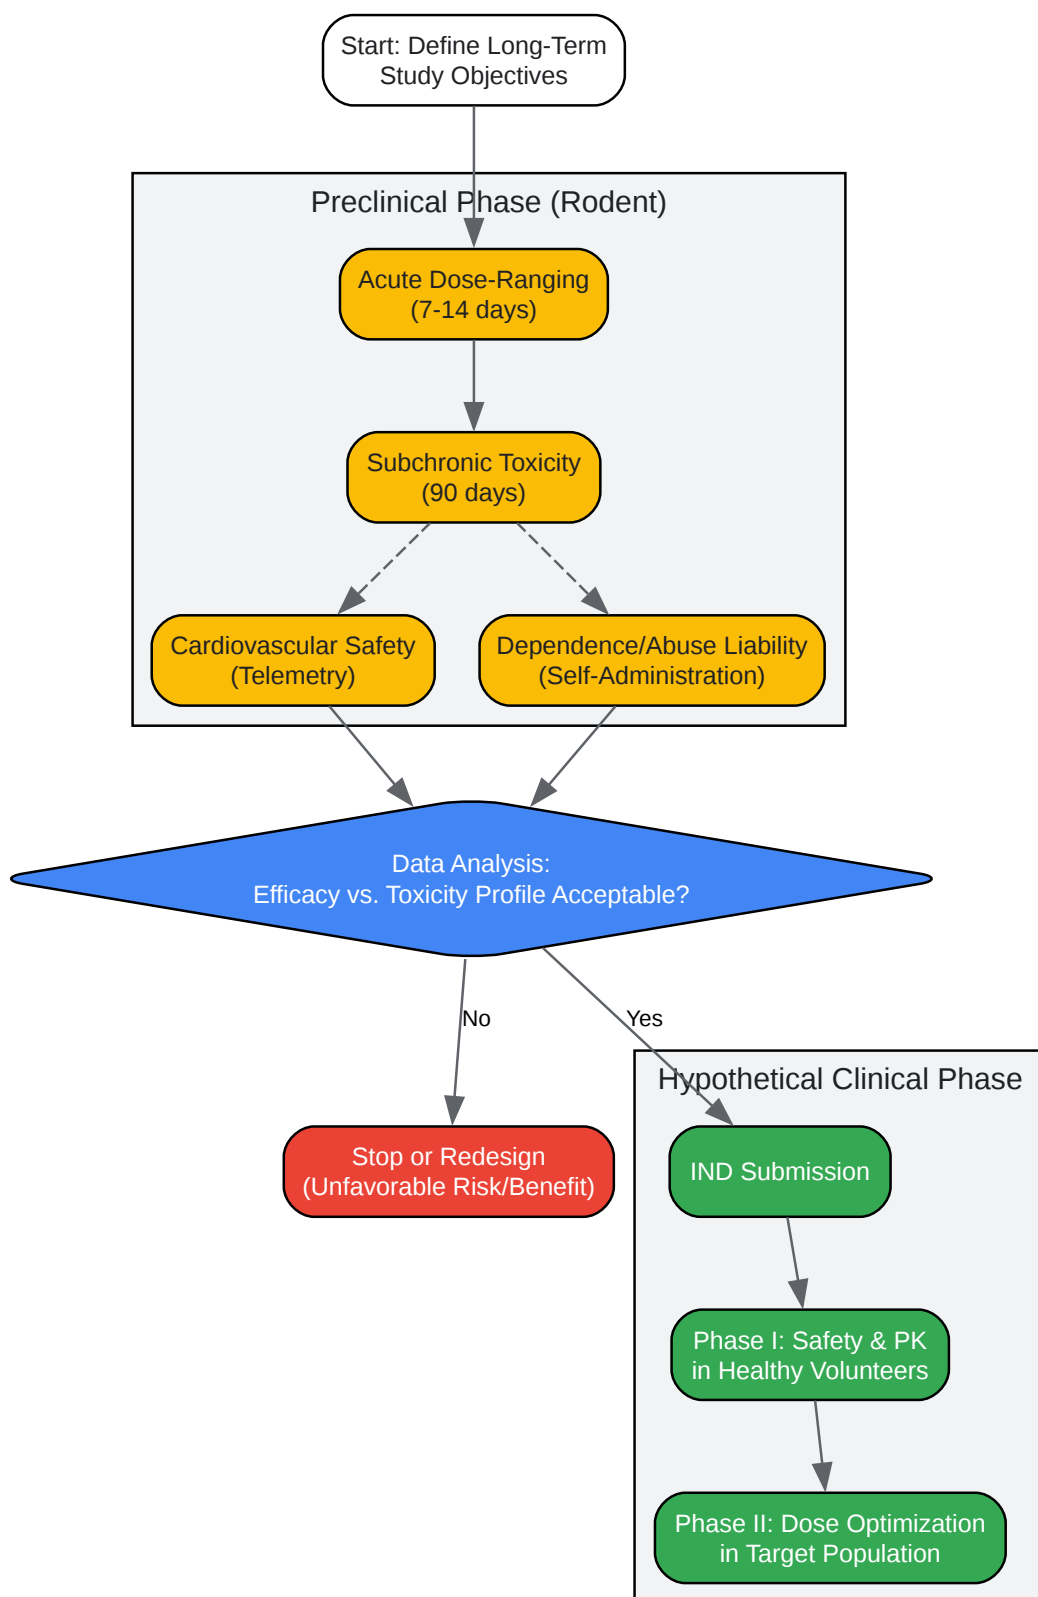 Start: Define Long-Term
Study Objectives
Preclinical Phase (Rodent)
Acute Dose-Ranging
(7-14 days)
Subchronic Toxicity
(90 days)
Cardiovascular Safety
(Telemetry)
Dependence/Abuse Liability
(Self-Administration)
Data Analysis:
Efficacy vs. Toxicity Profile Acceptable?
No
Yes
Stop or Redesign
(Unfavorable Risk/Benefit)
Hypothetical Clinical Phase
IND Submission
Phase I: Safety & PK
in Healthy Volunteers
Phase II: Dose Optimization
in Target Population